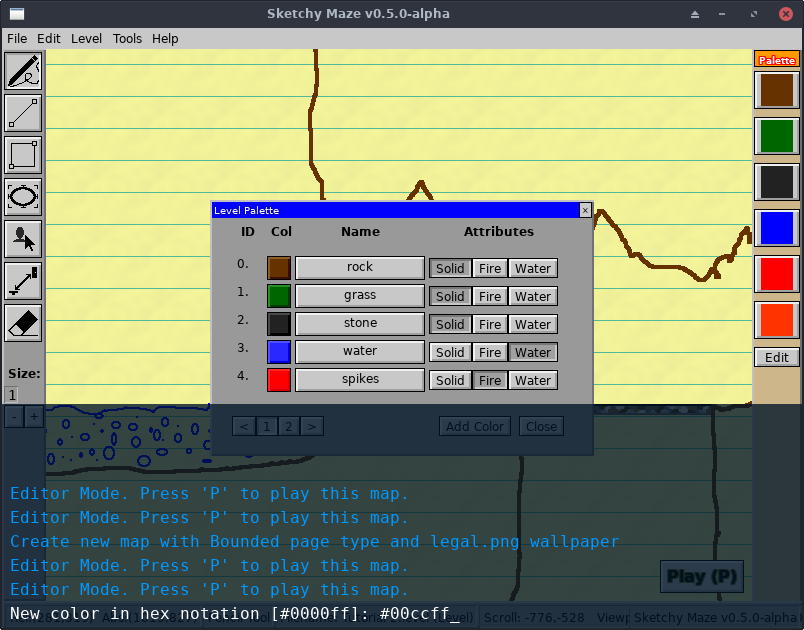 Sketchy Maze v0.5.0-alpha
File Edit Level Tools Help
Palette
Level Palette
ID Col Name Attributes
0. rock Solid Fire Water
1. grass Solid Fire Water
2. stone Solid Fire Water
3. water Solid Fire Water
4. spikes Solid Fire Water
Edit
Size:
1
- +
< 1 2 > Add Color Close
Editor Mode. Press 'P' to play this map.
Editor Mode. Press 'P' to play this map.
Create new map with Bounded page type and legal.png wallpaper
Editor Mode. Press 'P' to play this map.
Editor Mode. Press 'P' to play this map.
Play (P)
New color in hex notation [#0000ff]: #00ccff_
Scroll: -776,-528 Sketchy Maze v0.5.0-alpha